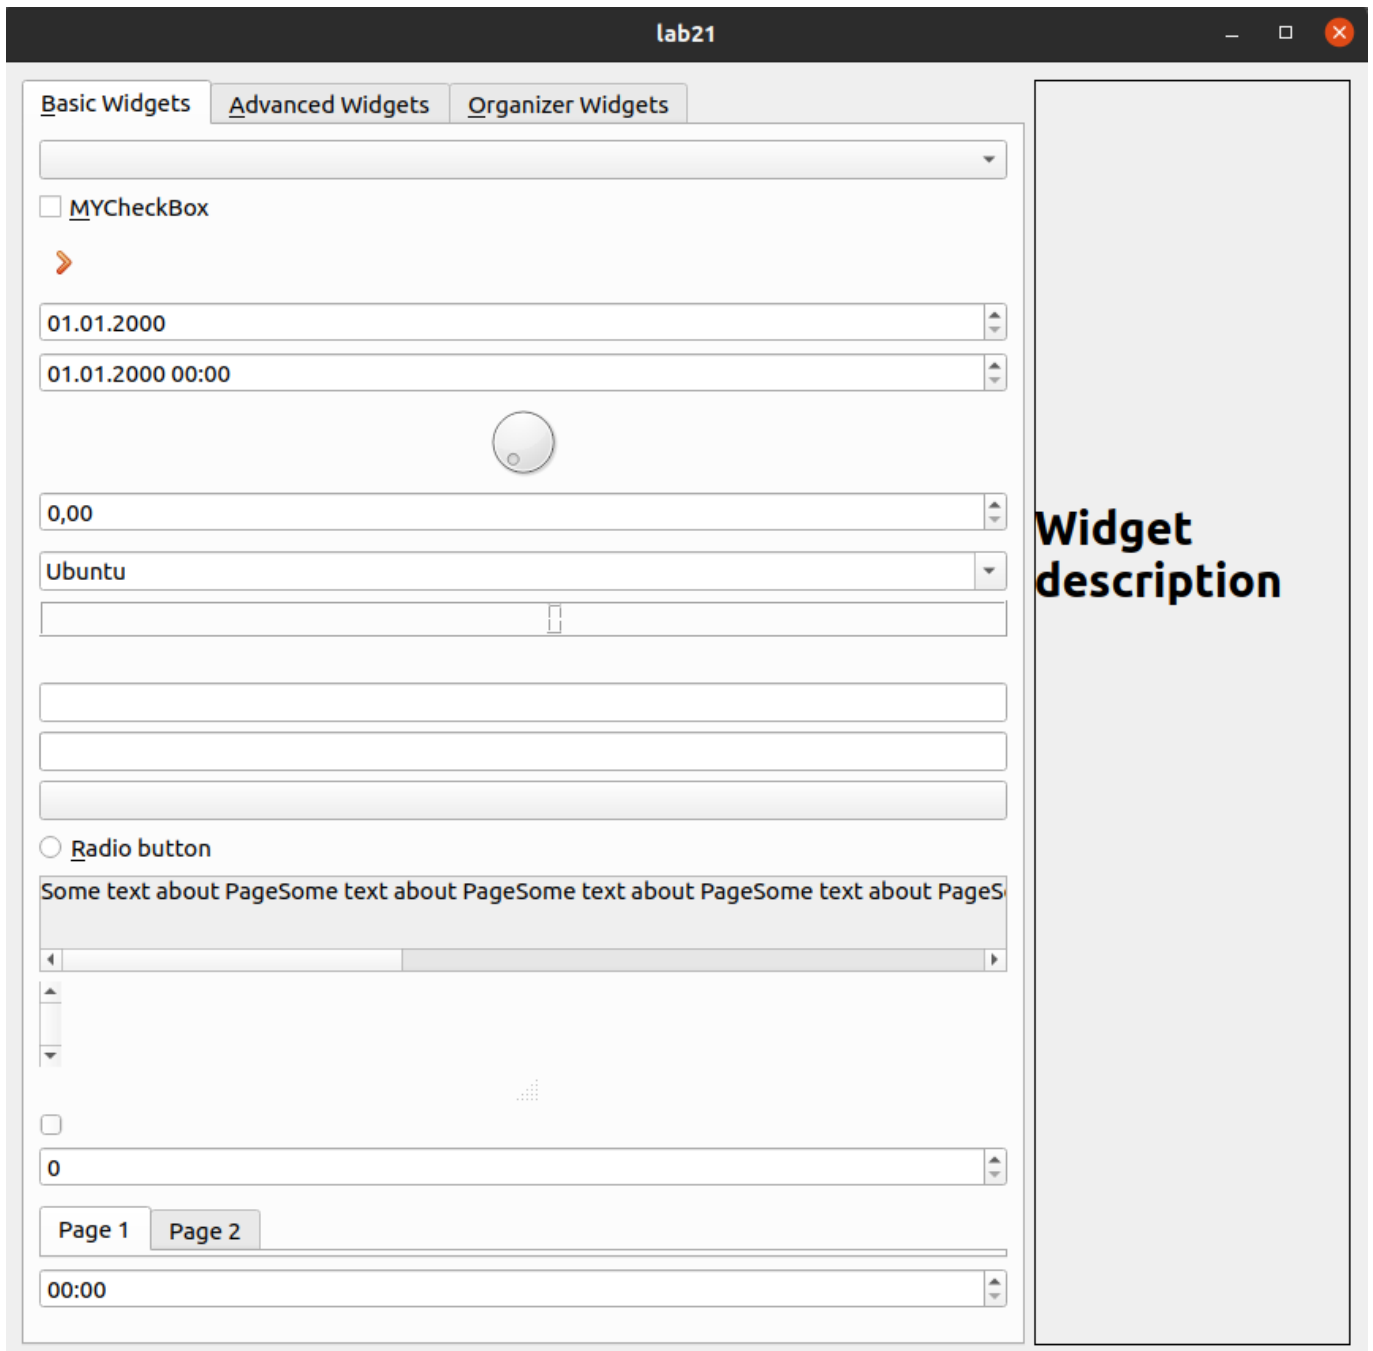 lab21
Basic Widgets
Advanced Widgets
Organizer Widgets
MYCheckBox
01.01.2000
01.01.2000 00:00
0,00
Ubuntu
Widget
description
Radio button
Some text about PageSome text about PageSome text about PageSome text about PageS
0
Page 1
Page 2
00:00